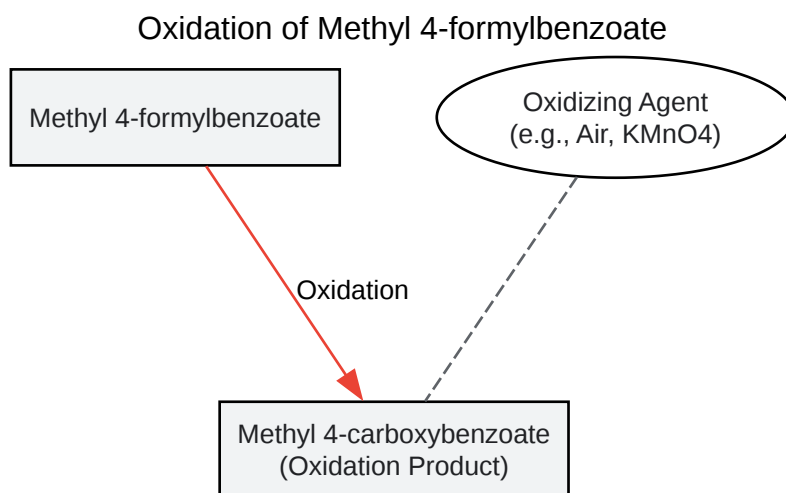 Oxidation of Methyl 4-formylbenzoate
Methyl 4-formylbenzoate
Oxidizing Agent
(e.g., Air, KMnO4)
Oxidation
Methyl 4-carboxybenzoate
(Oxidation Product)